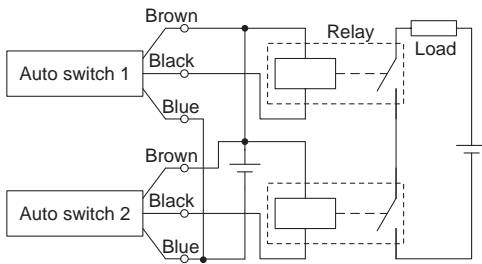 Brown
Relay
Load
Black
Auto switch 1
Blue
Brown
Black
Auto switch 2
Blue